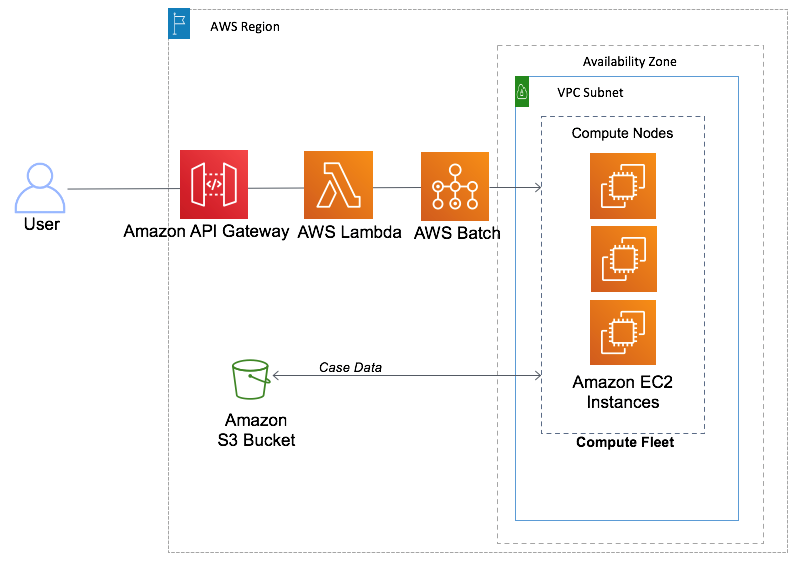 AWS Region
Availability Zone
VPC Subnet
Compute Nodes
User
Amazon API Gateway
AWS Lambda
AWS Batch
Case Data
Amazon
S3 Bucket
Amazon EC2
Instances
Compute Fleet